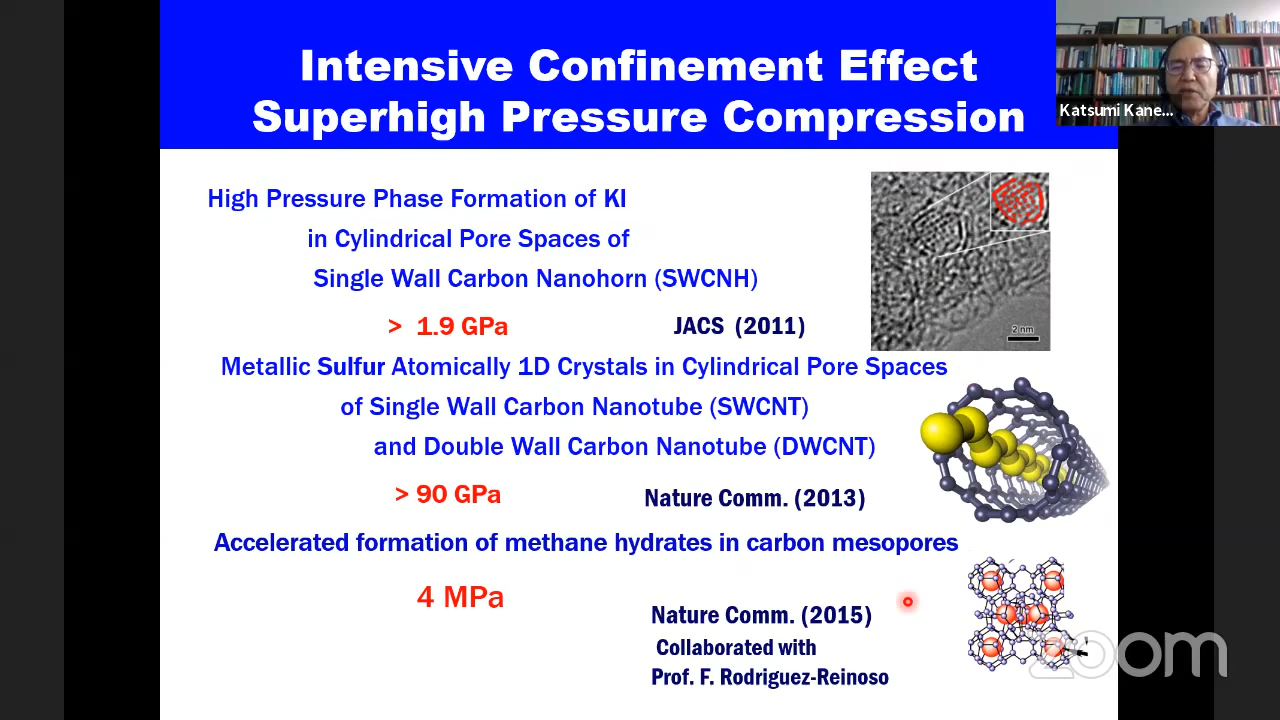 Intensive Confinement Effect
Superhigh Pressure Compression
Katsumi Kane...
High Pressure Phase Formation of KI
in Cylindrical Pore Spaces of
Single Wall Carbon Nanohorn (SWCNH)
> 1.9 GPa
JACS (2011)
2 nm
Metallic Sulfur Atomically 1D Crystals in Cylindrical Pore Spaces
of Single Wall Carbon Nanotube (SWCNT)
and Double Wall Carbon Nanotube (DWCNT)
> 90 GPa
Nature Comm. (2013)
Accelerated formation of methane hydrates in carbon mesopores
4 MPa
Nature Comm. (2015)
Collaborated with
Prof. F. Rodriguez-Reinoso
zoom